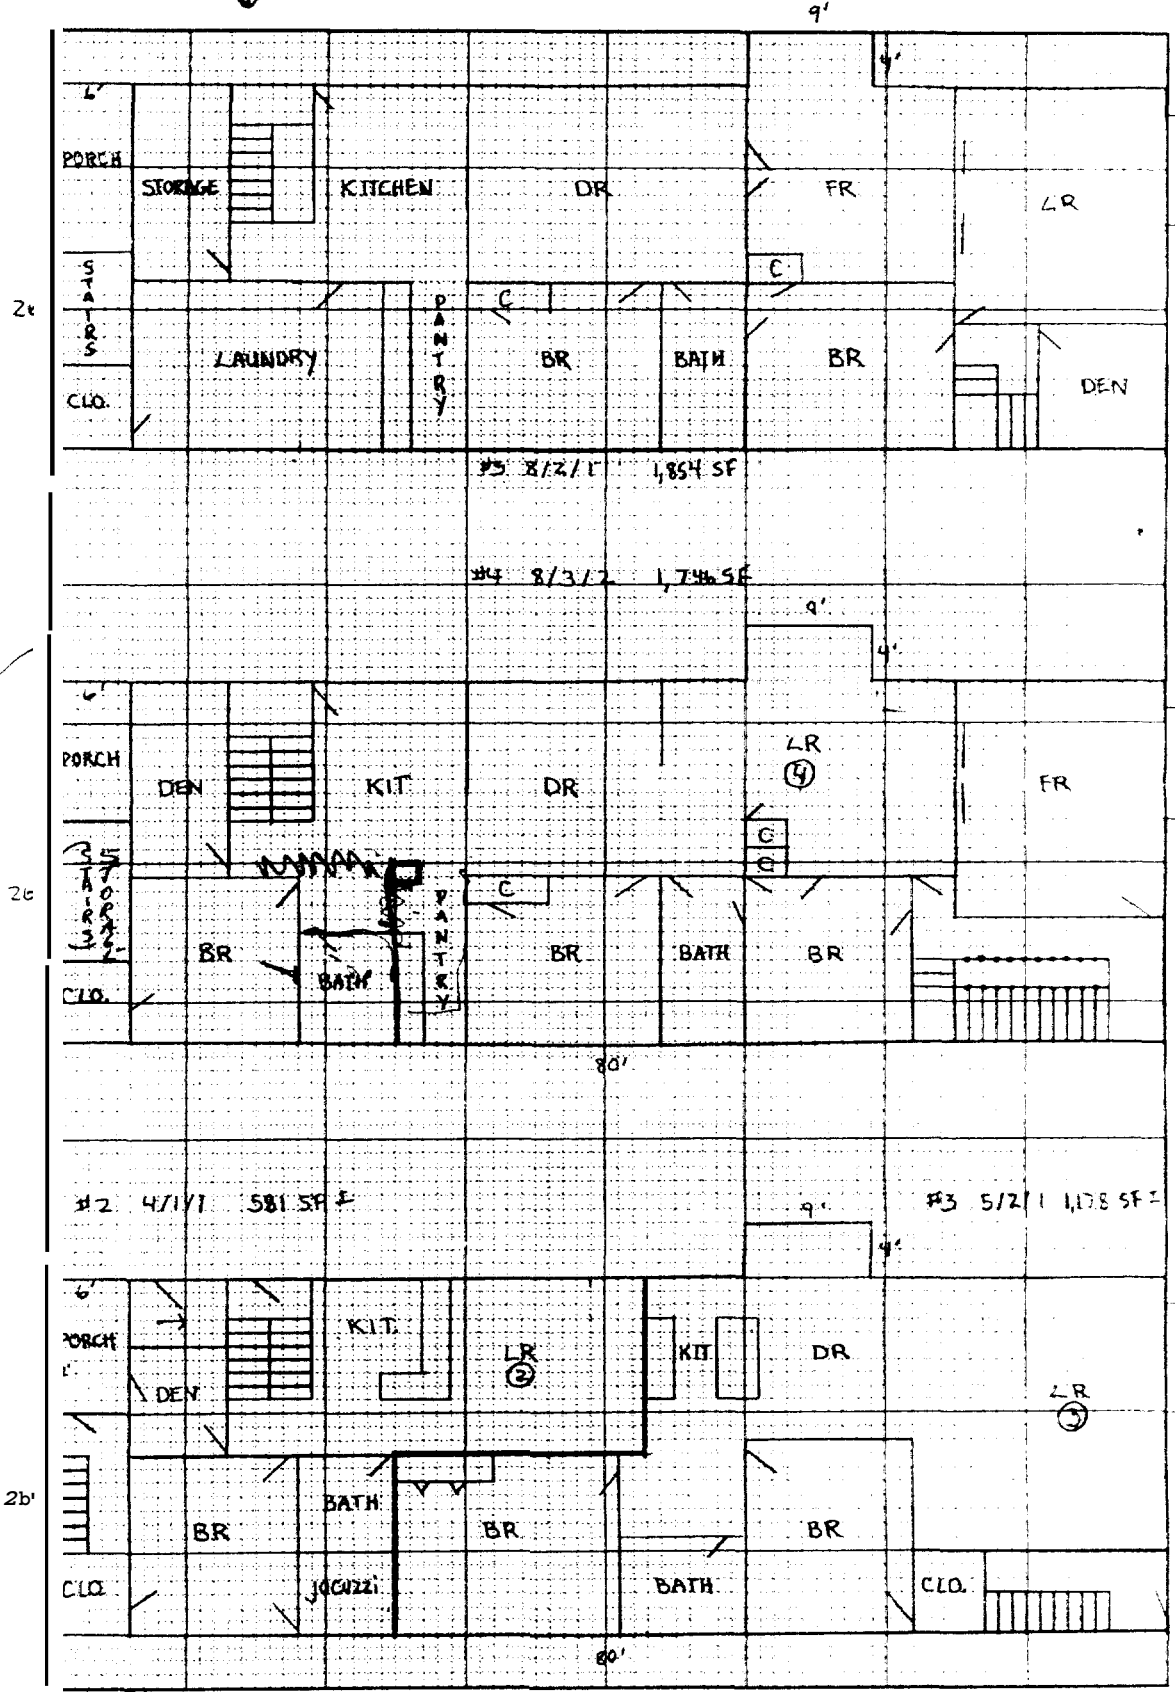 9'
4'
6'
PORCH
STORAGE
KITCHEN
DR
FR
LR
C
STAIRS
C
PANTRY
LAUNDRY
BR
BATH
BR
DEN
CLO.
8/2/1 1,854 SF
#4 8/3/2 1,746 SF
9'
4'
6'
PORCH
DEN
KIT
DR
LR
4
FR
C
C
C
PANTRY
BR
BATH
BR
BATH
BR
CLO.
80'
#2 4/1/1 581 SF ±
#3 5/2/1 1,178 SF ±
9'
4'
6'
PORCH
DEN
KIT.
LR
2
KIT
DR
LR
3
26'
BR
BATH
BR
BR
CLO.
JACUZZI
BATH
CLO.
80'